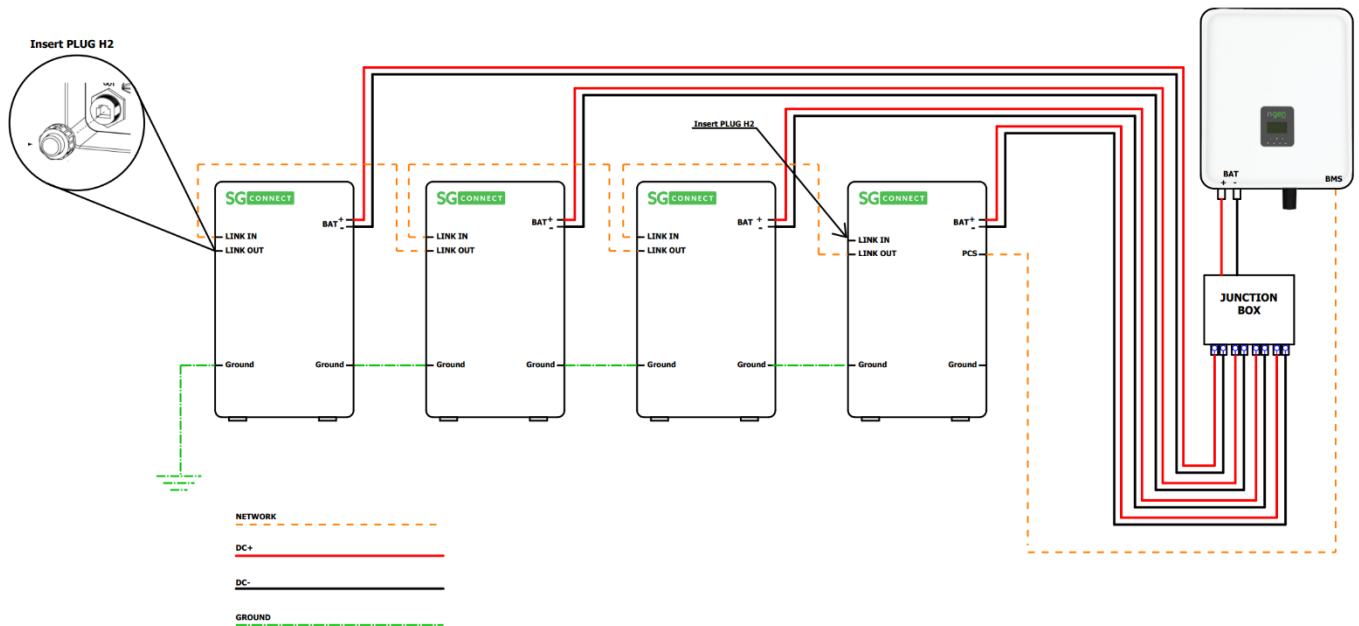 Insert PLUG H2
OUT
SG CONNECT
BAT + -
LINK IN
LINK OUT
Ground
Ground
SG CONNECT
BAT + -
LINK IN
LINK OUT
Ground
Ground
SG CONNECT
BAT + -
LINK IN
LINK OUT
Ground
Ground
Insert PLUG H2
SG CONNECT
BAT + -
LINK IN
LINK OUT
PCS
Ground
Ground
ngen
BAT
+ -
BMS
JUNCTION
BOX
NETWORK
DC+
DC-
GROUND